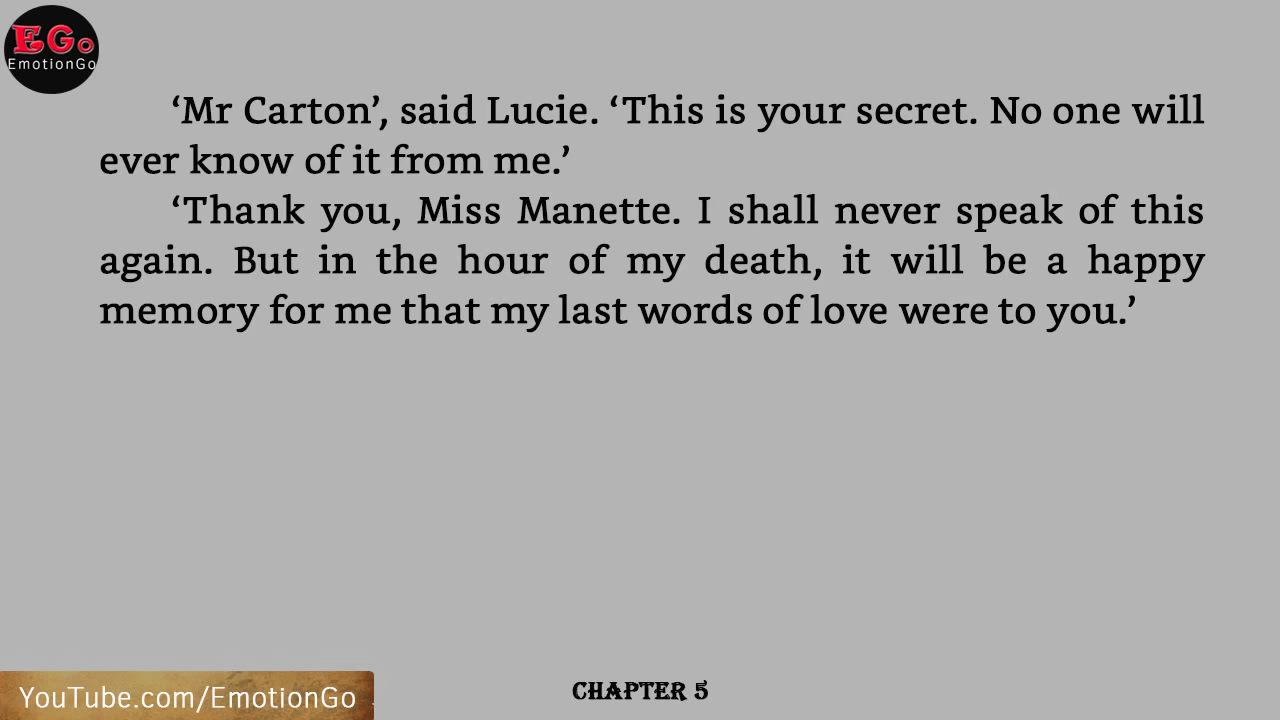 EGo
EmotionGo
‘Mr Carton’, said Lucie. ‘This is your secret. No one will
ever know of it from me.’
‘Thank you, Miss Manette. I shall never speak of this
again. But in the hour of my death, it will be a happy
memory for me that my last words of love were to you.’
YouTube.com/EmotionGo
CHAPTER 5